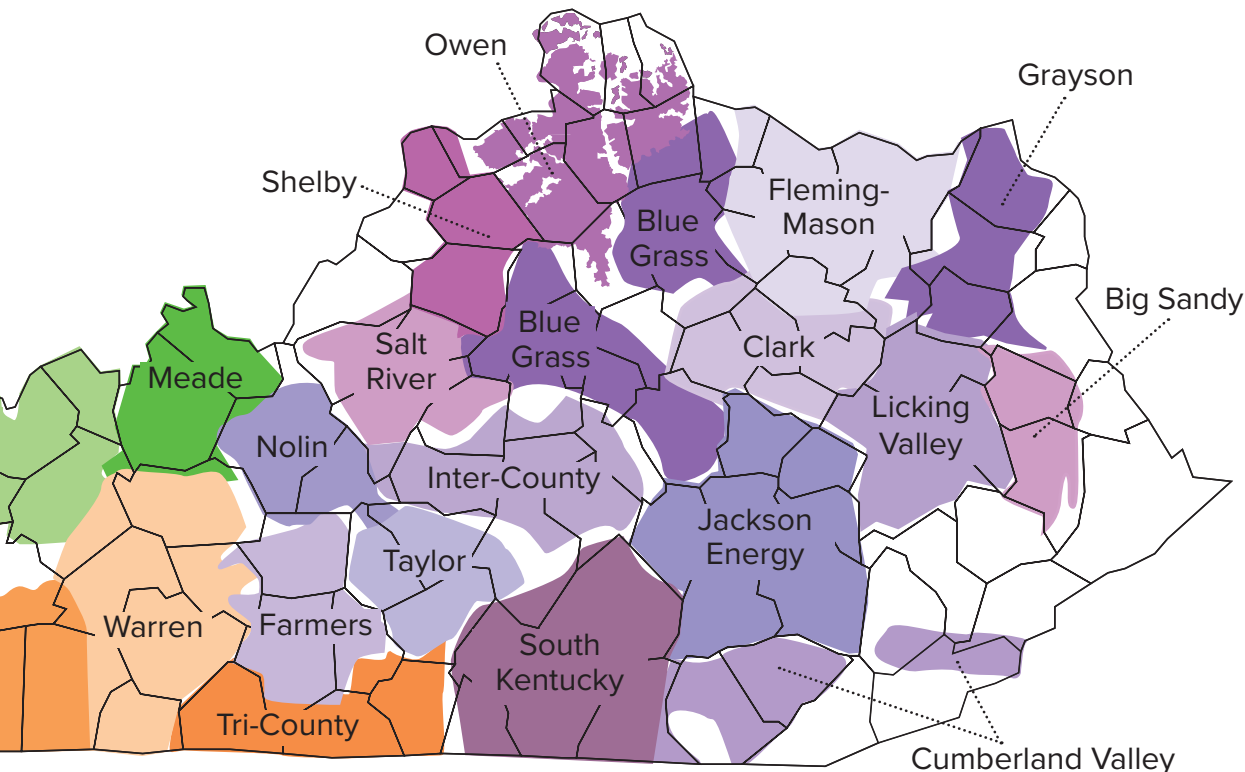 Owen
Grayson
Shelby
Fleming-
Mason
Blue
Grass
Big Sandy
Blue
Grass
Salt
River
Clark
Meade
Licking
Valley
Nolin
Inter-County
Jackson
Energy
Taylor
Warren
Farmers
South
Kentucky
Tri-County
Cumberland Valley